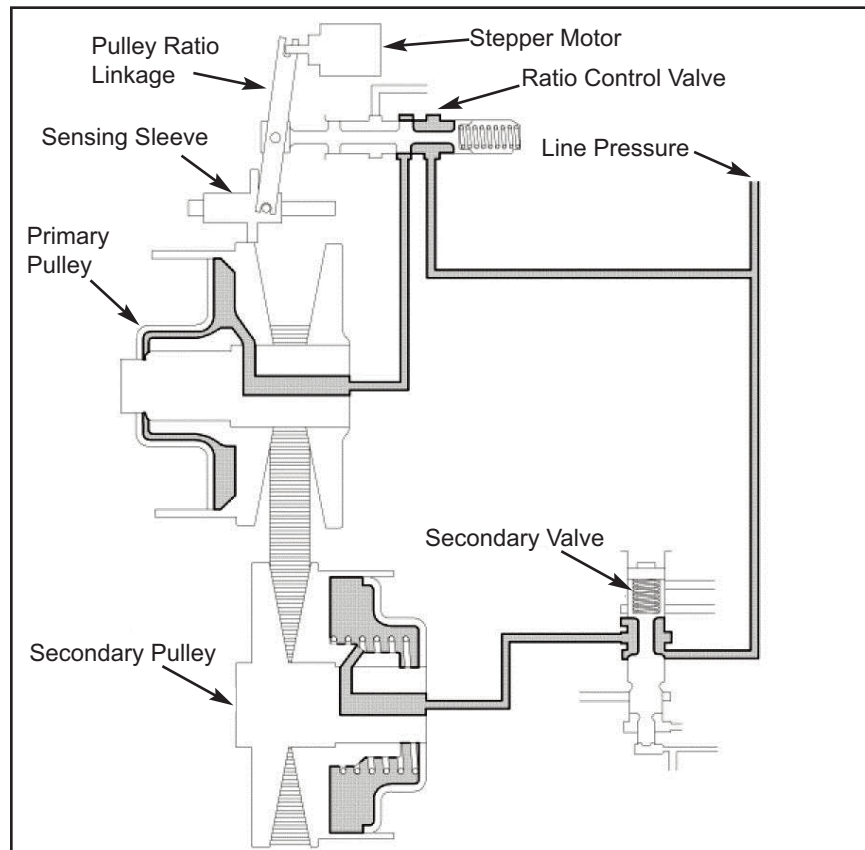 Pulley Ratio
Linkage
Stepper Motor
Ratio Control Valve
Sensing Sleeve
Line Pressure
Primary
Pulley
Secondary Valve
Secondary Pulley